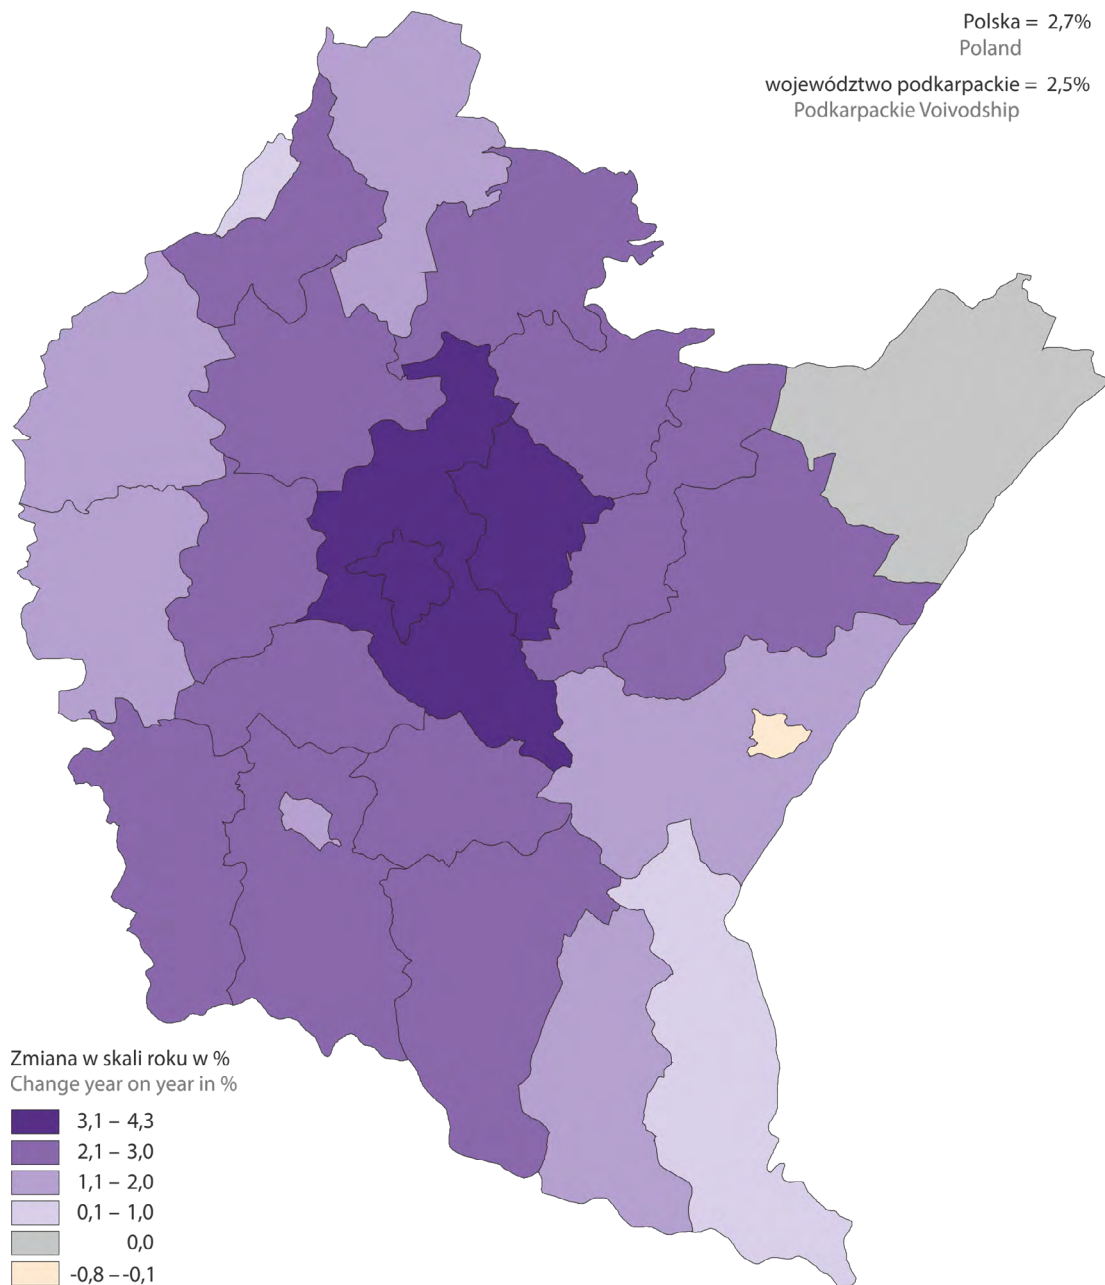 Polska = 2,7%
Poland
województwo podkarpackie = 2,5%
Podkarpackie Voivodship
Zmiana w skali roku w %
Change year on year in %
3,1 – 4,3
2,1 – 3,0
1,1 – 2,0
0,1 – 1,0
0,0
-0,8 – -0,1